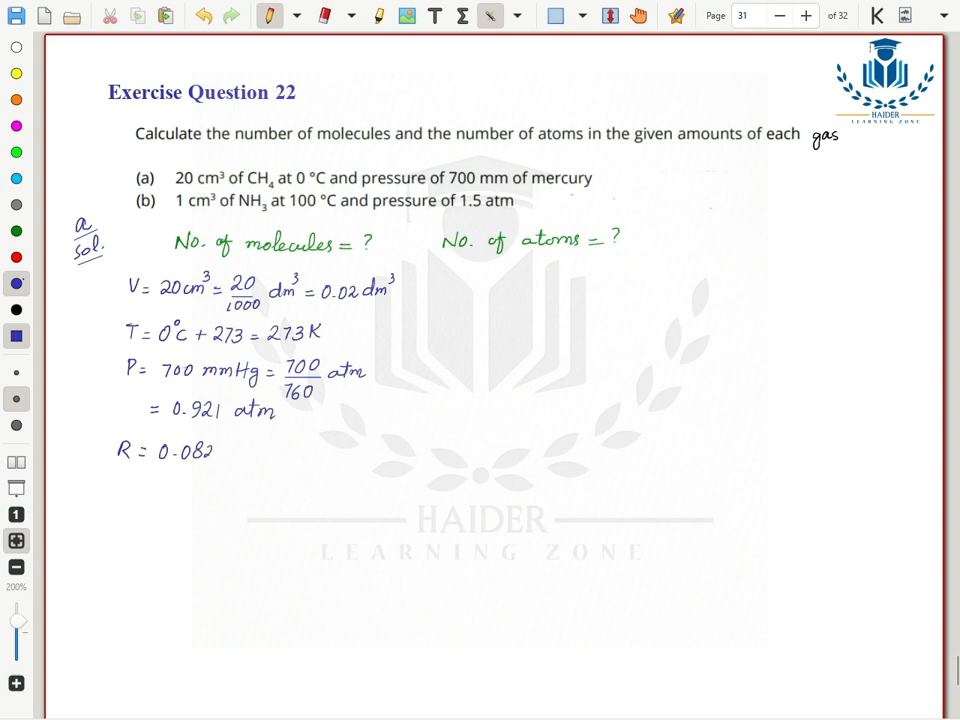 Page 31 of 32
HAIDER
LEARNING ZONE
Exercise Question 22
Calculate the number of molecules and the number of atoms in the given amounts of each gas
(a) 20 cm³ of CH₄ at 0 °C and pressure of 700 mm of mercury
(b) 1 cm³ of NH₃ at 100 °C and pressure of 1.5 atm
a
sol.
No. of molecules = ? No. of atoms = ?
V = 20 cm³ = 20/1000 dm³ = 0.02 dm³
T = 0°C + 273 = 273 K
P = 700 mmHg = 700/760 atm
= 0.921 atm
R = 0.082
HAIDER
LEARNING ZONE
1
200%